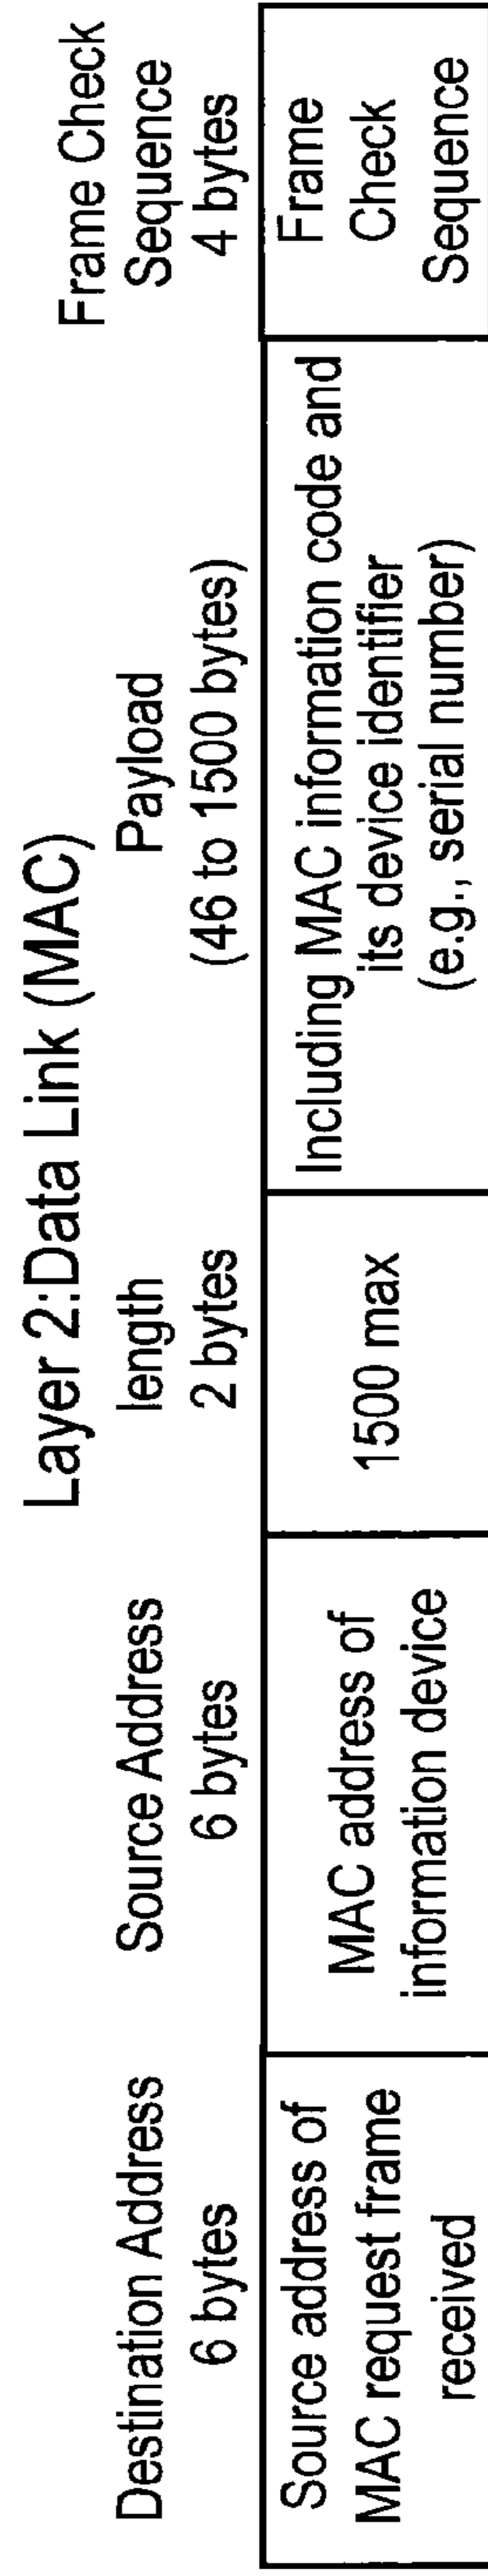 Layer 2:Data Link (MAC)
Destination Address
6 bytes
Source Address
6 bytes
length
2 bytes
Payload
(46 to 1500 bytes)
Frame Check
Sequence
4 bytes
Source address of
MAC request frame
received
MAC address of
information device
1500 max
Including MAC information code and
its device identifier
(e.g., serial number)
Frame
Check
Sequence